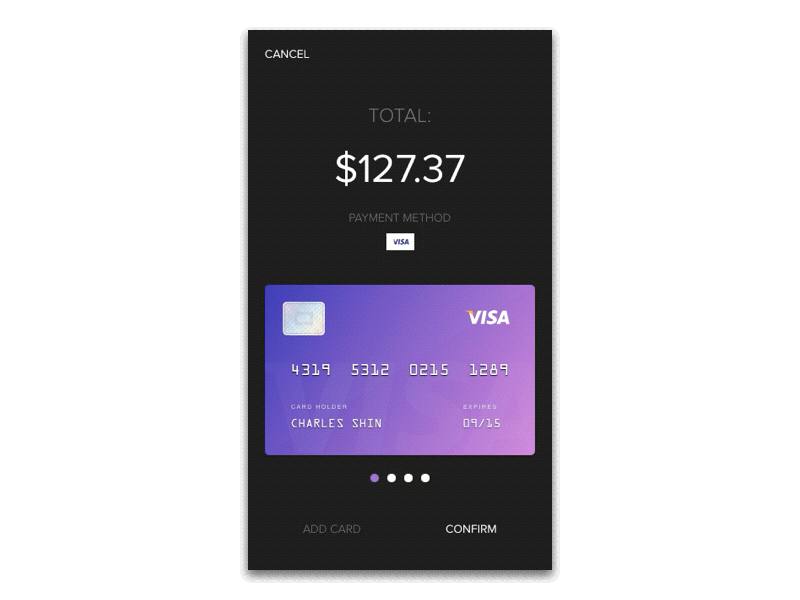 CANCEL
TOTAL:
$127.37
PAYMENT METHOD
VISA
VISA
4319 5312 0215 1289
CARD HOLDER EXPIRES
CHARLES SHIN 09/15
ADD CARD CONFIRM